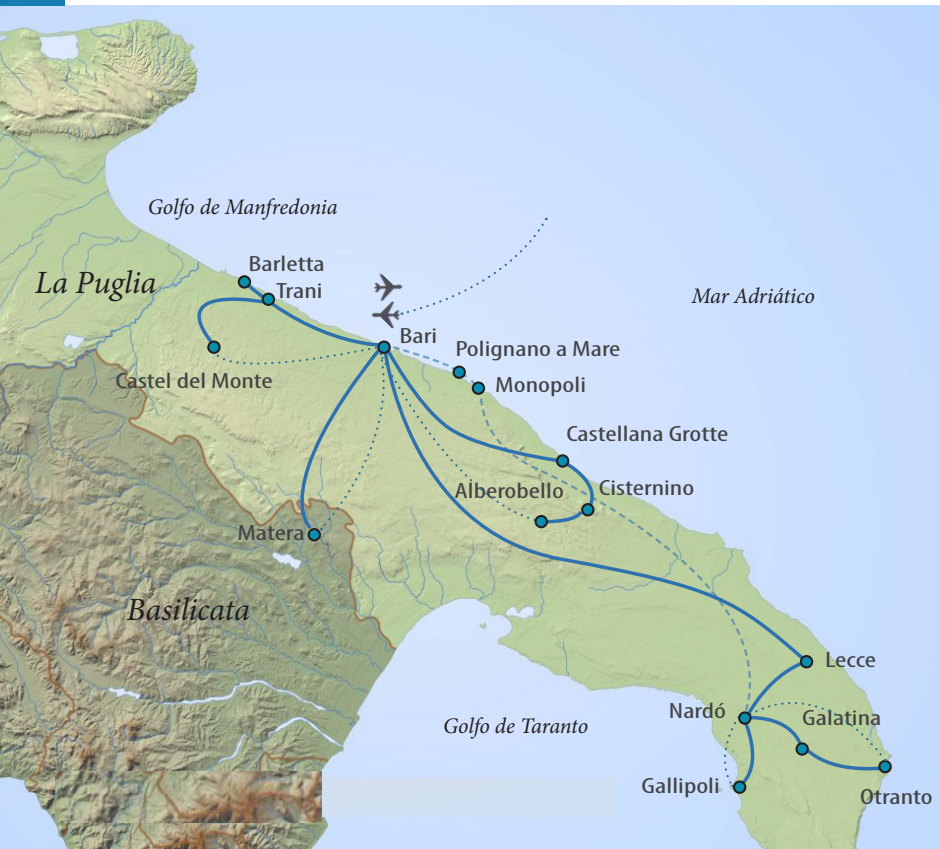 Golfo de Manfredonia
Barletta
La Puglia
Trani
Mar Adriático
Bari
Polignano a Mare
Castel del Monte
Monopoli
Castellana Grotte
Alberobello
Cisternino
Matera
Basilicata
Lecce
Nardó
Galatina
Golfo de Taranto
Gallipoli
Otranto